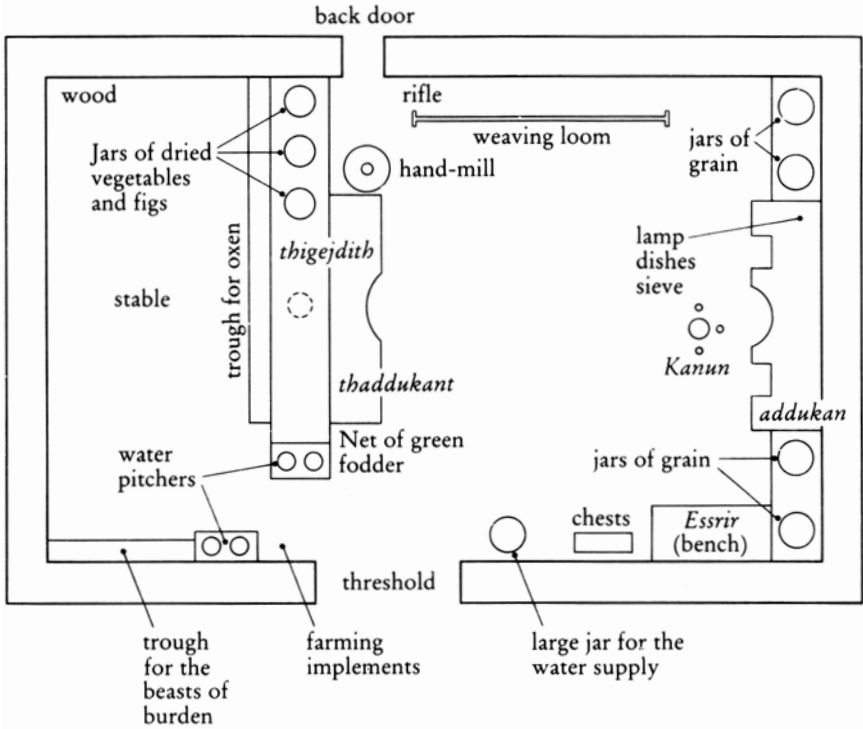 back door
wood
rifle
weaving loom
Jars of dried
vegetables
and figs
hand-mill
jars of
grain
thigejdith
lamp
dishes
sieve
stable
trough for oxen
Kanun
thaddukant
addukan
Net of green
fodder
water
pitchers
jars of grain
chests
Essrir
(bench)
threshold
trough
for the
beasts of
burden
farming
implements
large jar for the
water supply